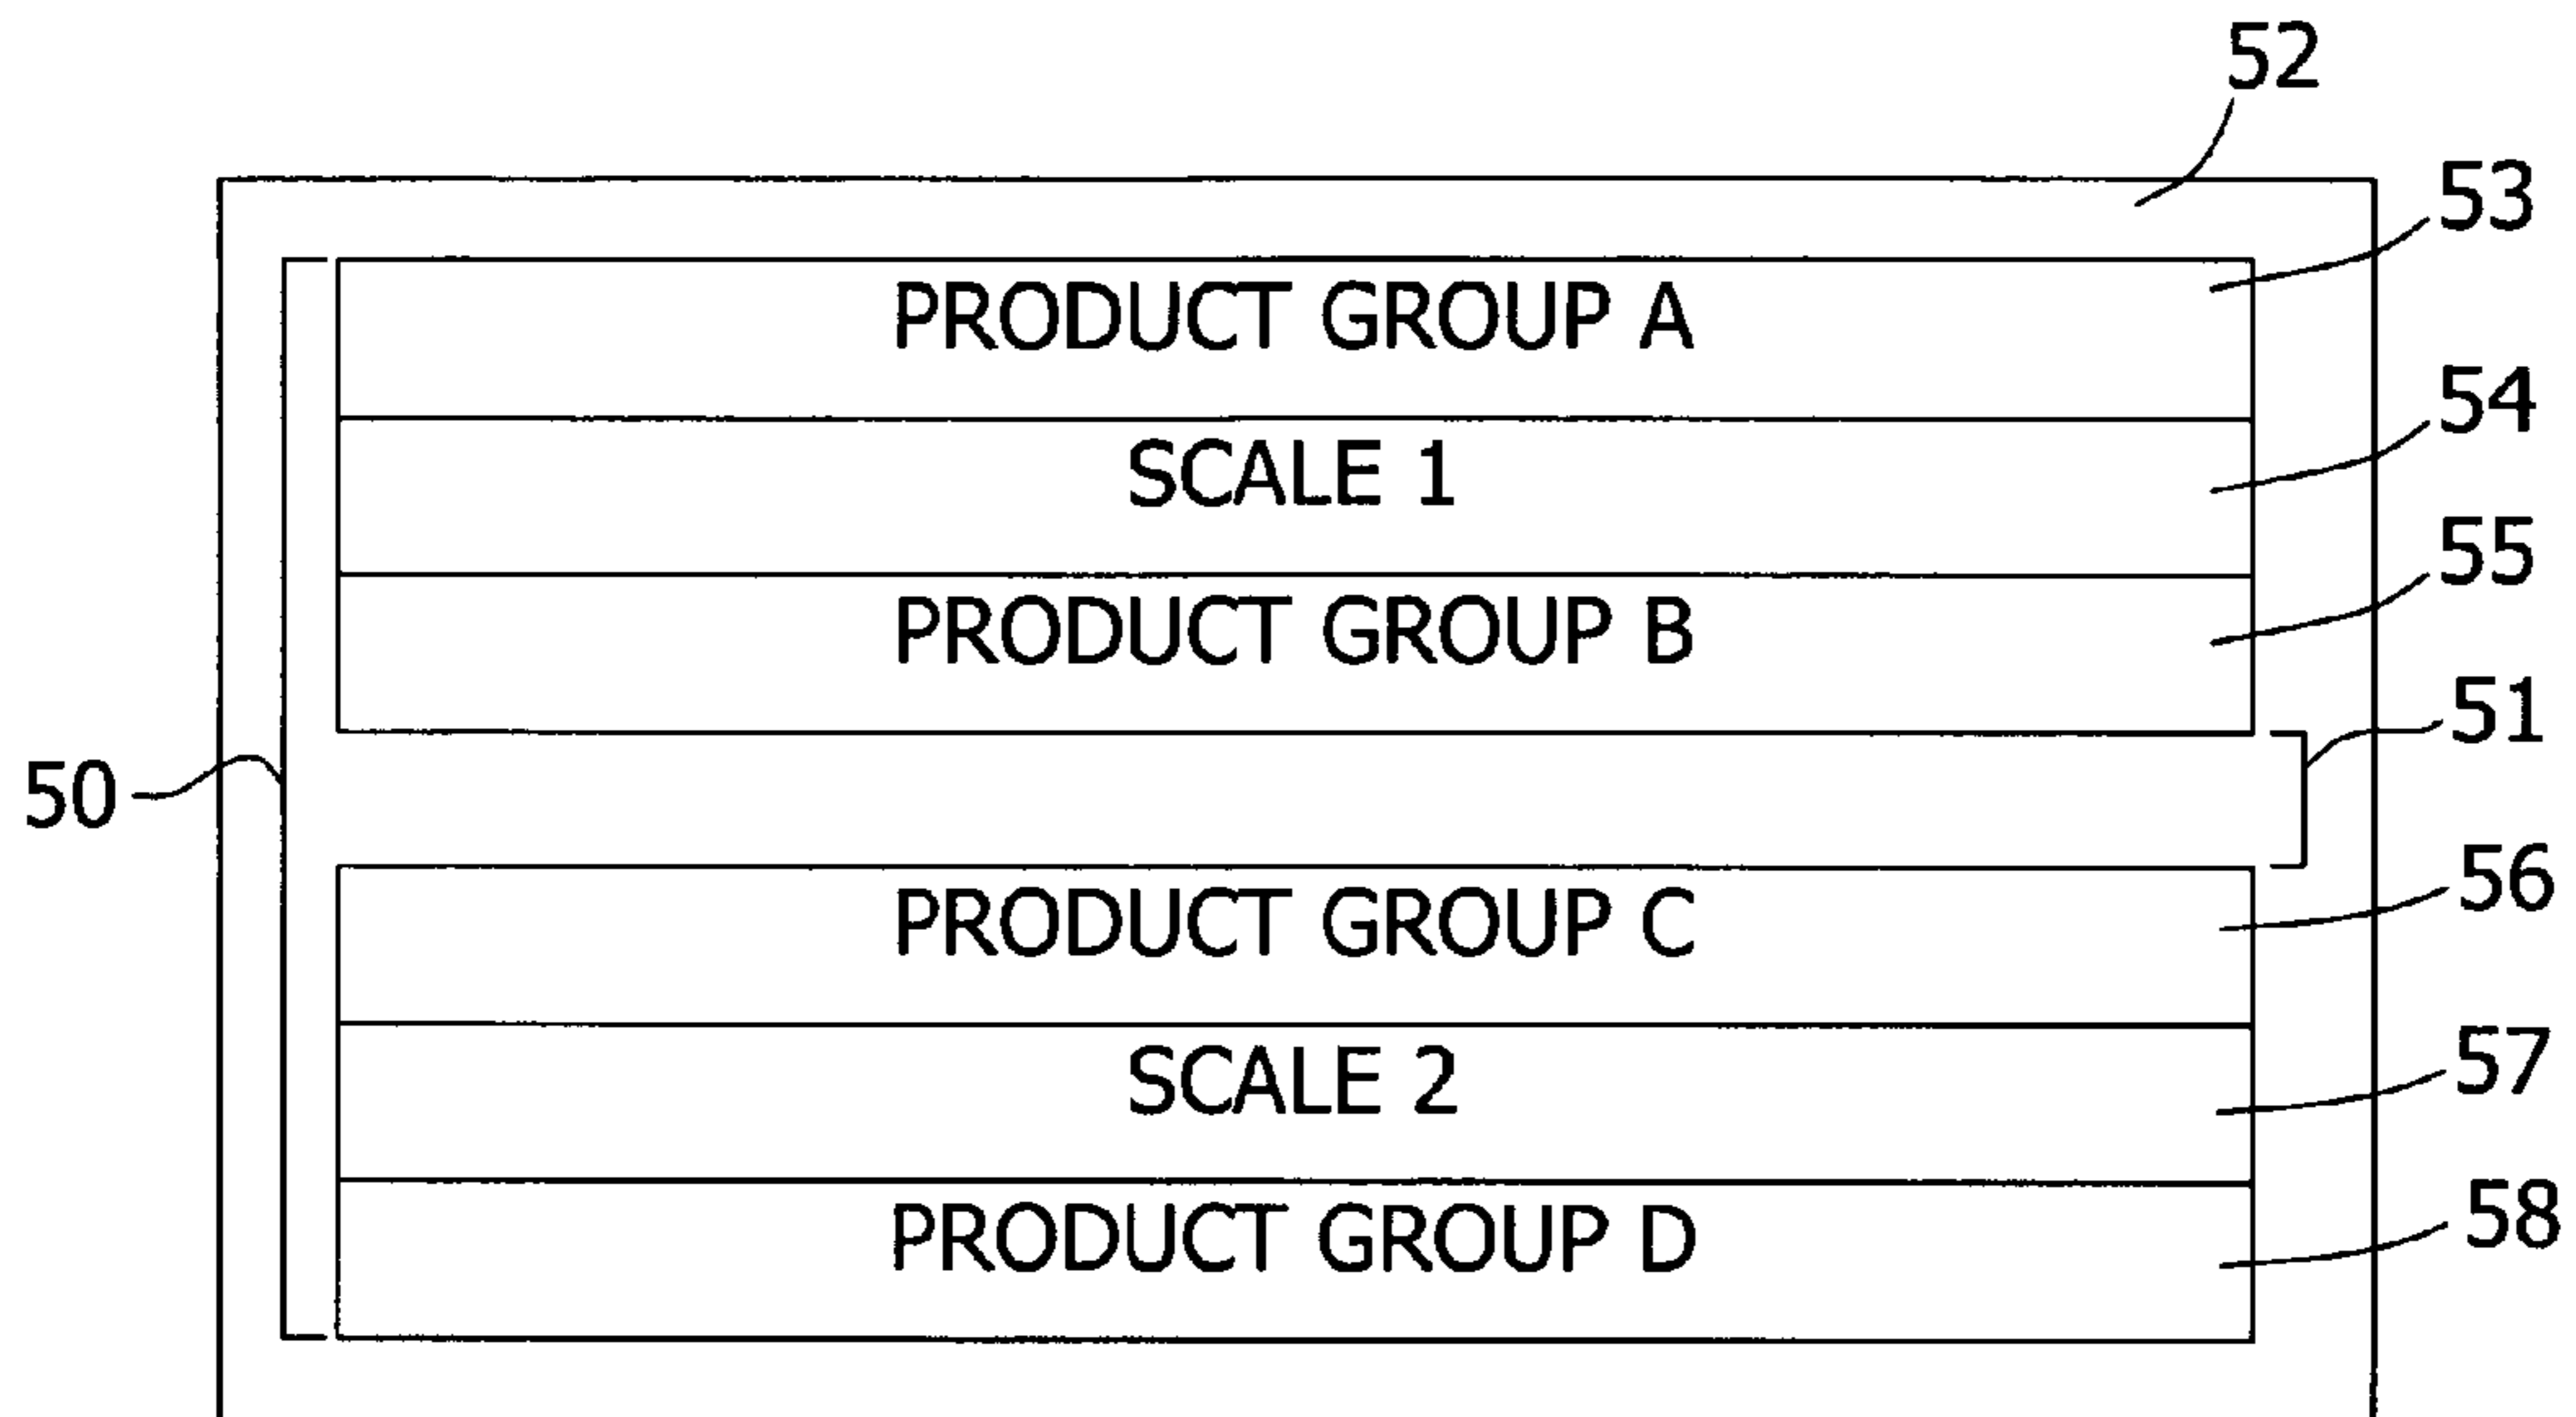 52
PRODUCT GROUP A
53
SCALE 1
54
PRODUCT GROUP B
55
51
50
PRODUCT GROUP C
56
SCALE 2
57
PRODUCT GROUP D
58